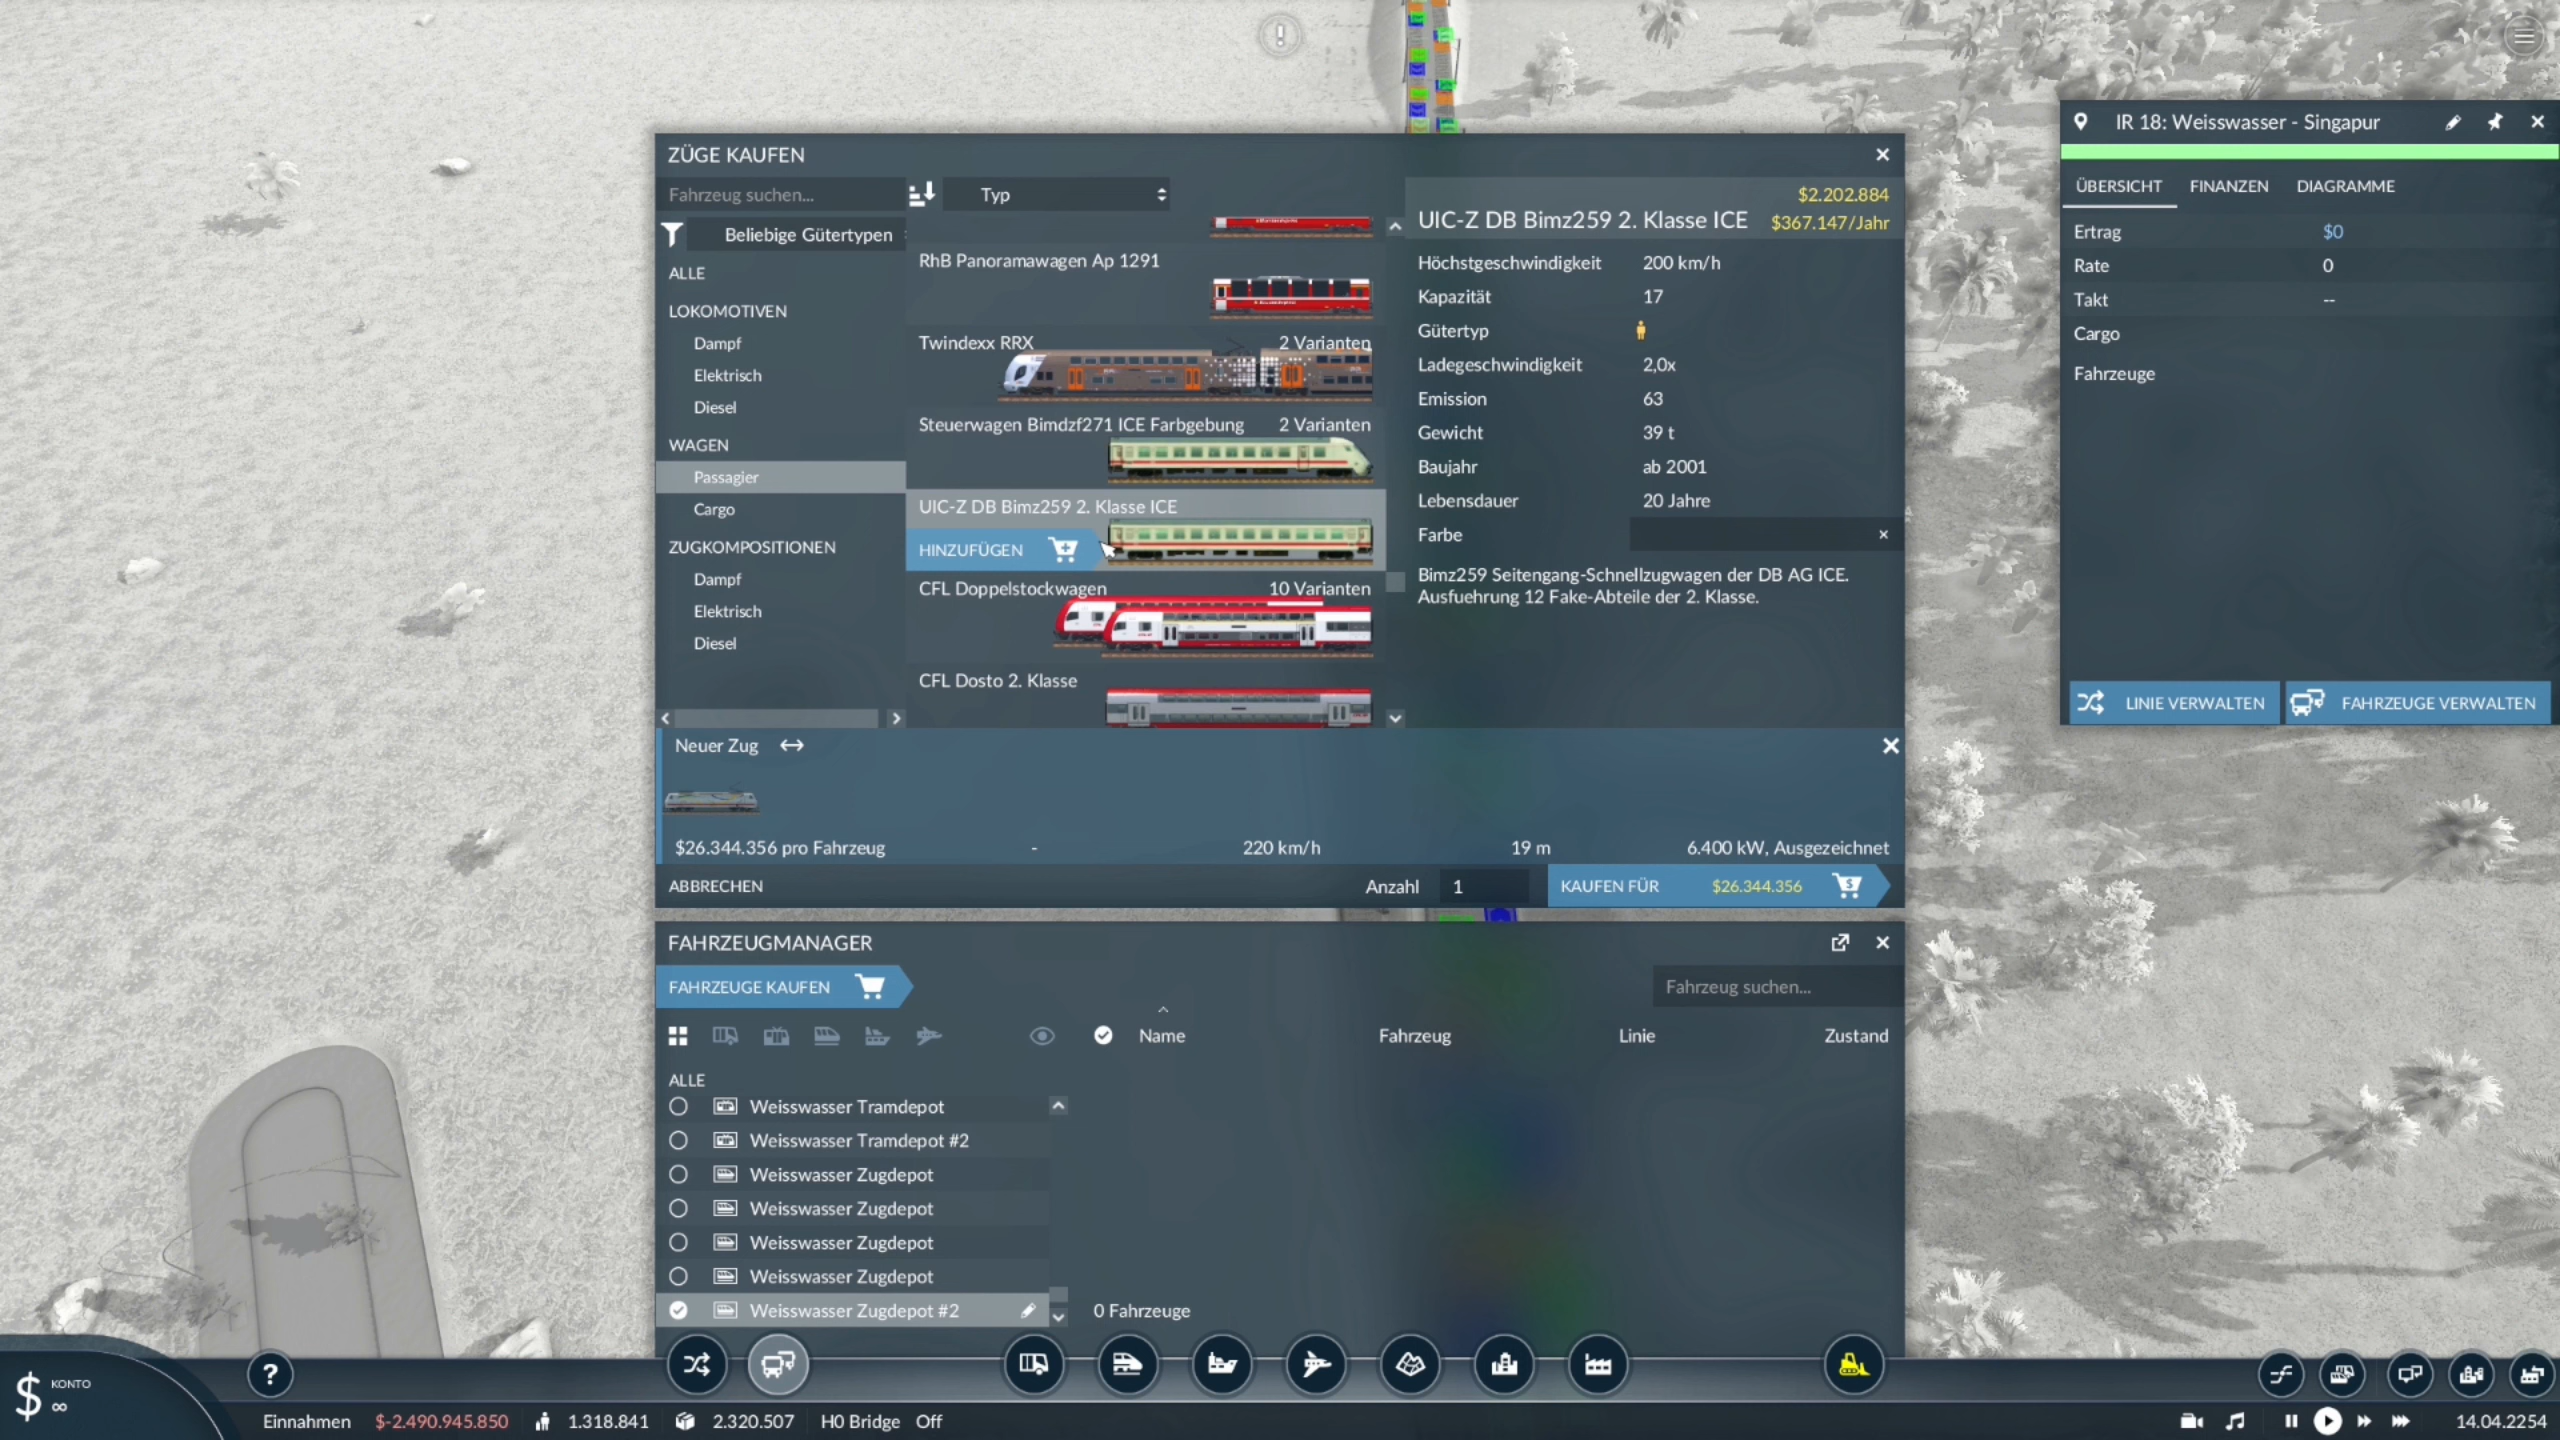 ZÜGE KAUFEN
Fahrzeug suchen...
Typ
Beliebige Gütertypen
ALLE
LOKOMOTIVEN
Dampf
Elektrisch
Diesel
WAGEN
Passagier
Cargo
ZUGKOMPOSITIONEN
Dampf
Elektrisch
Diesel
RhB Panoramawagen Ap 1291
Twindexx RRX 2 Varianten
Steuerwagen Bimdzf271 ICE Farbgebung 2 Varianten
UIC-Z DB Bimz259 2. Klasse ICE
HINZUFÜGEN
CFL Doppelstockwagen 10 Varianten
CFL Dosto 2. Klasse
$2.202.884
UIC-Z DB Bimz259 2. Klasse ICE $367.147/Jahr
Höchstgeschwindigkeit 200 km/h
Kapazität 17
Gütertyp
Ladegeschwindigkeit 2,0x
Emission 63
Gewicht 39 t
Baujahr ab 2001
Lebensdauer 20 Jahre
Farbe
Bimz259 Seitengang-Schnellzugwagen der DB AG ICE.
Ausfuehrung 12 Fake-Abteile der 2. Klasse.
Neuer Zug
$26.344.356 pro Fahrzeug - 220 km/h 19 m 6.400 kW, Ausgezeichnet
ABBRECHEN Anzahl 1 KAUFEN FÜR $26.344.356
IR 18: Weisswasser - Singapur
ÜBERSICHT FINANZEN DIAGRAMME
Ertrag $0
Rate 0
Takt --
Cargo
Fahrzeuge
LINIE VERWALTEN FAHRZEUGE VERWALTEN
FAHRZEUGMANAGER
FAHRZEUGE KAUFEN Fahrzeug suchen...
Name Fahrzeug Linie Zustand
ALLE
Weisswasser Tramdepot
Weisswasser Tramdepot #2
Weisswasser Zugdepot
Weisswasser Zugdepot
Weisswasser Zugdepot
Weisswasser Zugdepot
Weisswasser Zugdepot #2 0 Fahrzeuge
$ KONTO
∞
?
Einnahmen $-2.490.945.850 1.318.841 2.320.507 H0 Bridge Off 14.04.2254